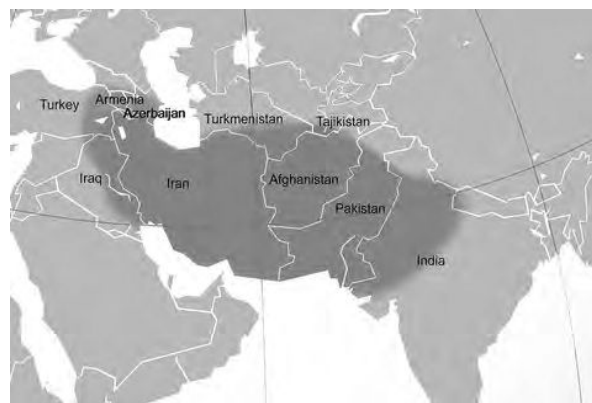 Turkey
Armenia
Azerbaijan
Turkmenistan
Tajikistan
Iraq
Iran
Afghanistan
Pakistan
India